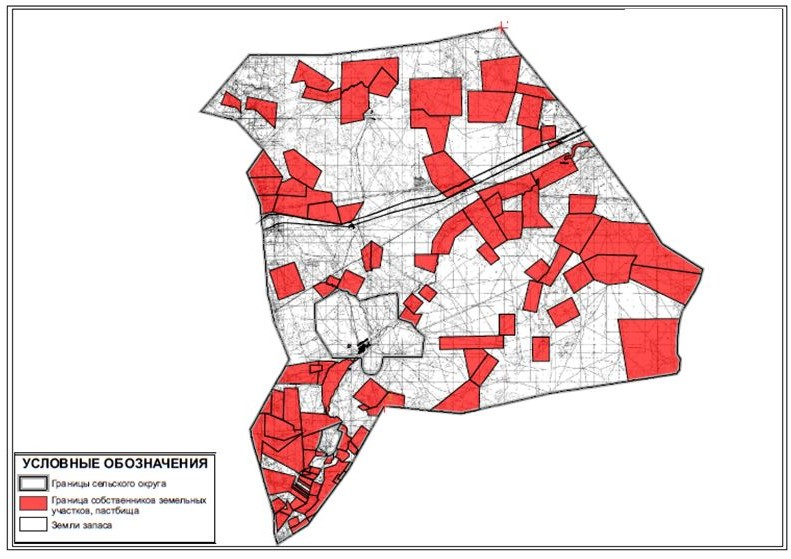 УСЛОВНЫЕ ОБОЗНАЧЕНИЯ
Границы сельского округа
Граница собственников земельных
участков, пастбища
Земли запаса